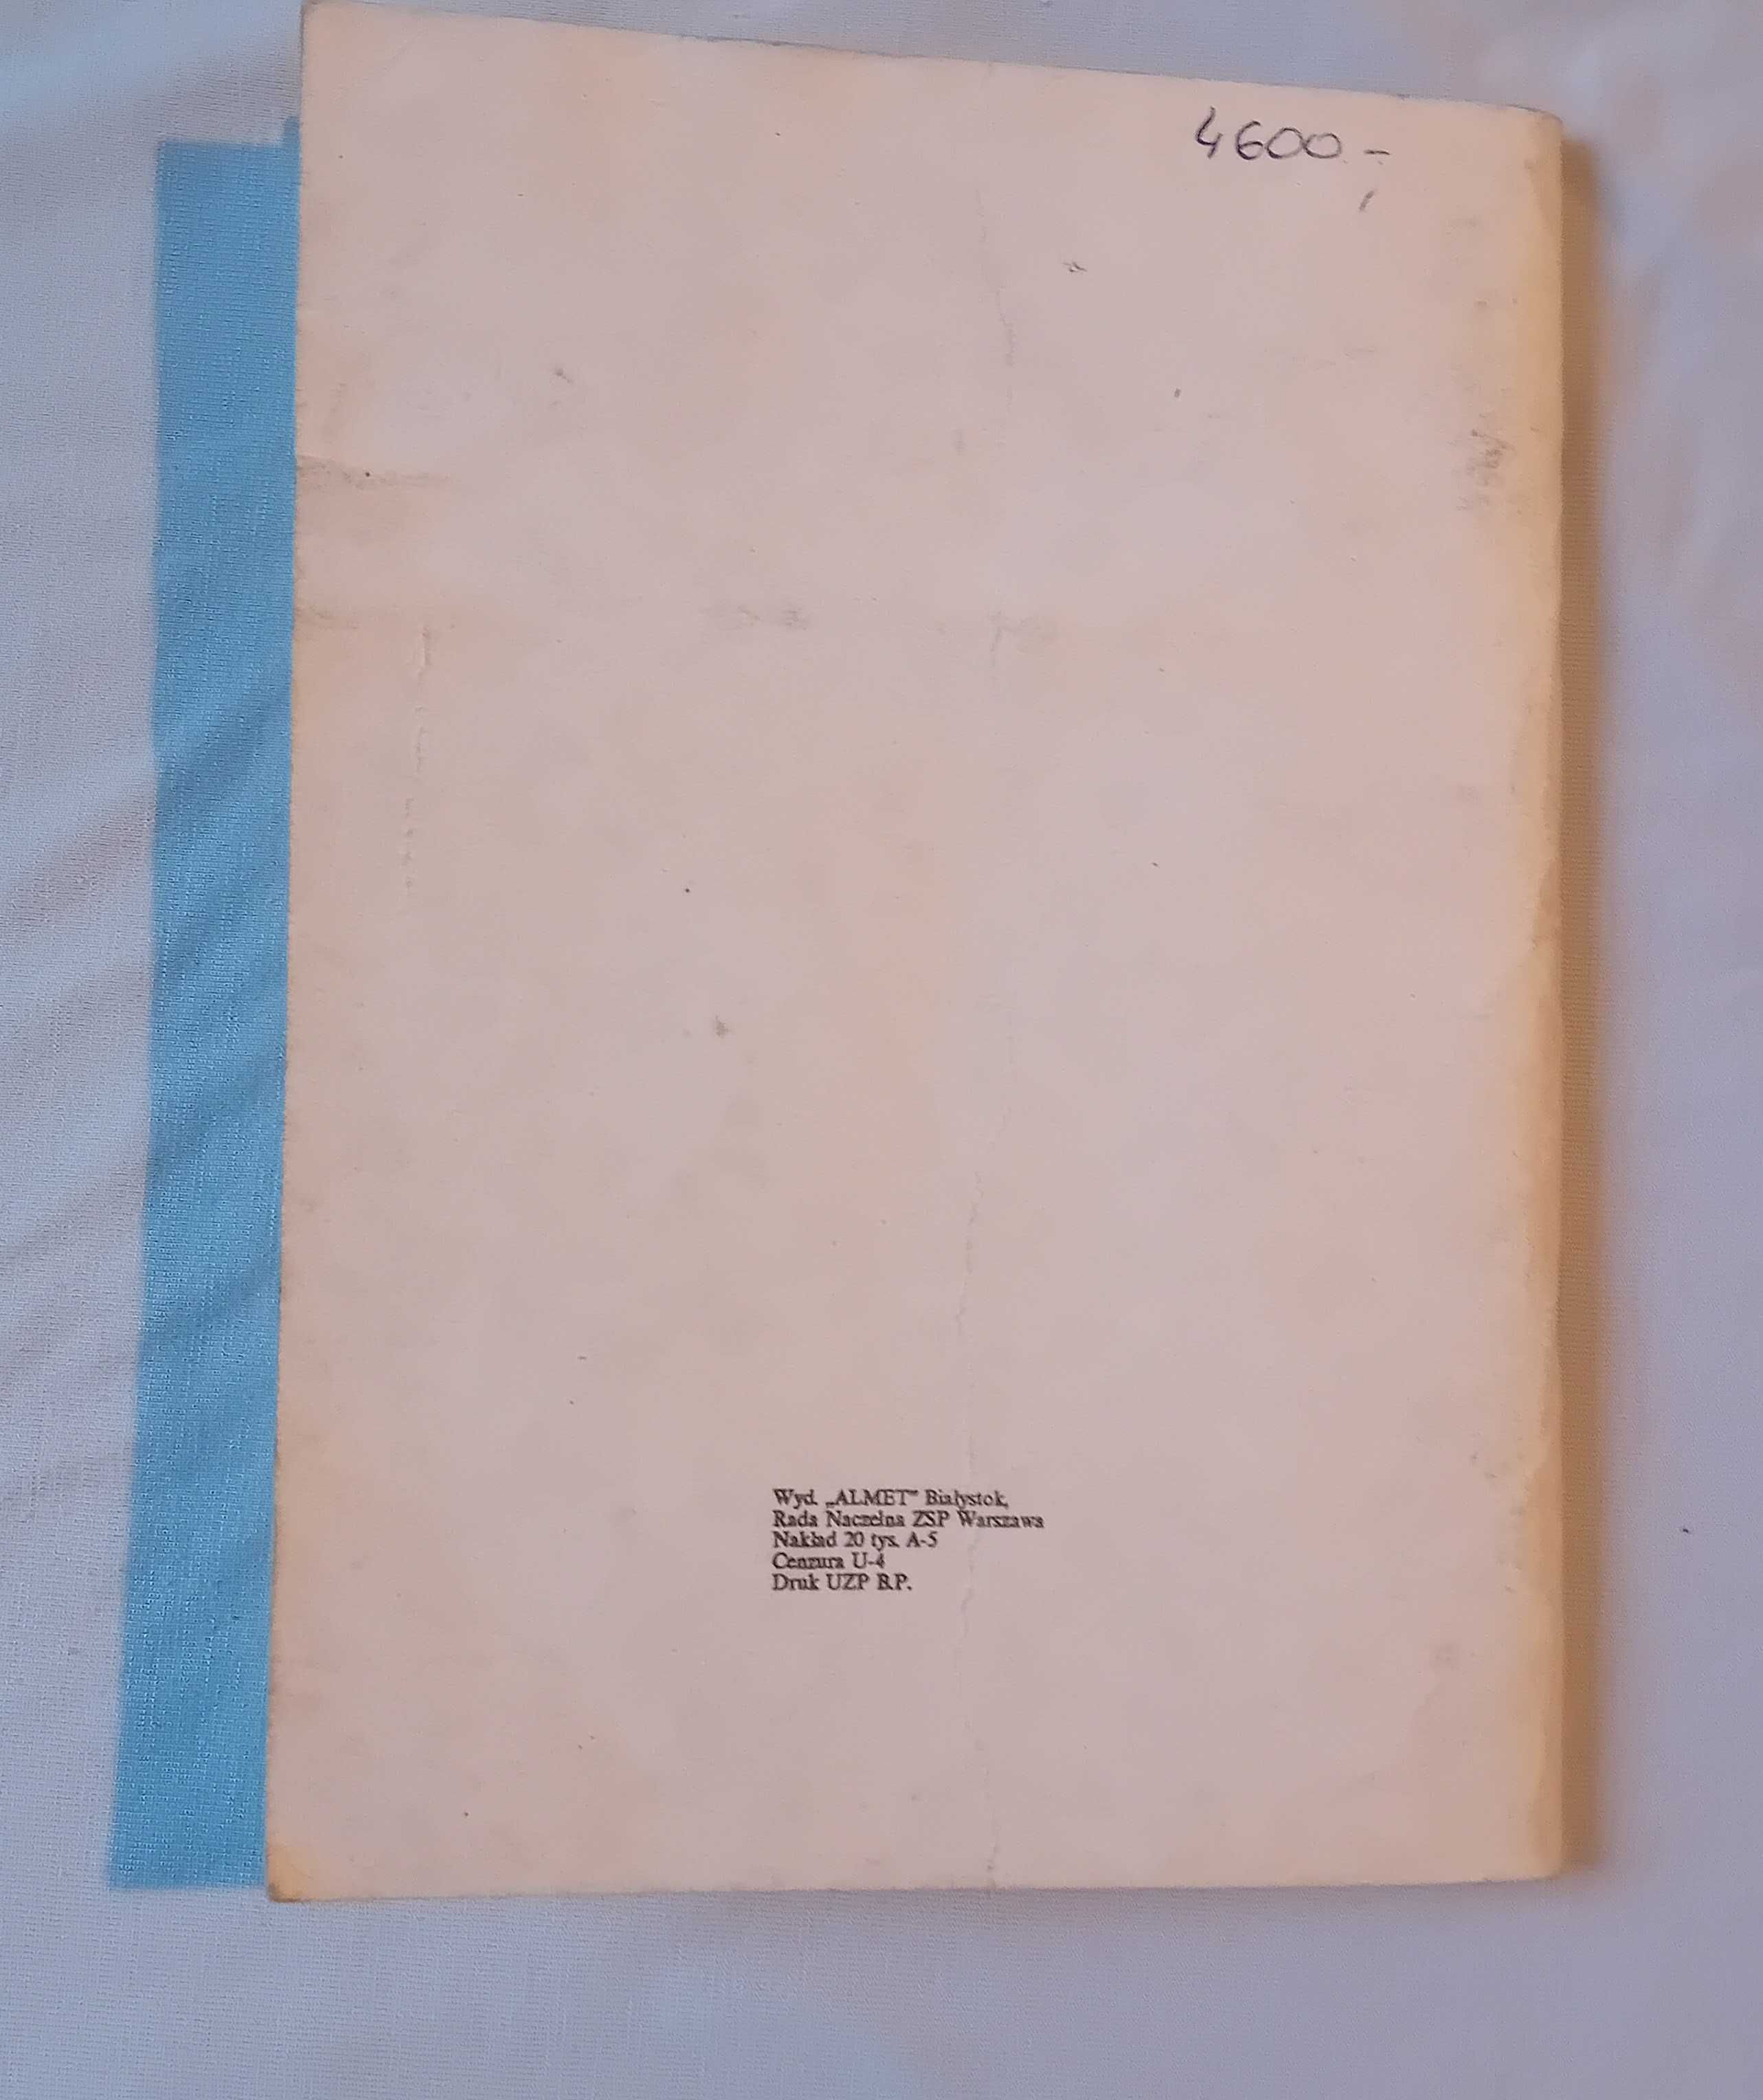 4600,-
Wyd. „ALMET” Białystok,
Rada Naczelna ZSP Warszawa
Nakład 20 tys. A-5
Cenzura U-4
Druk UZP B.P.